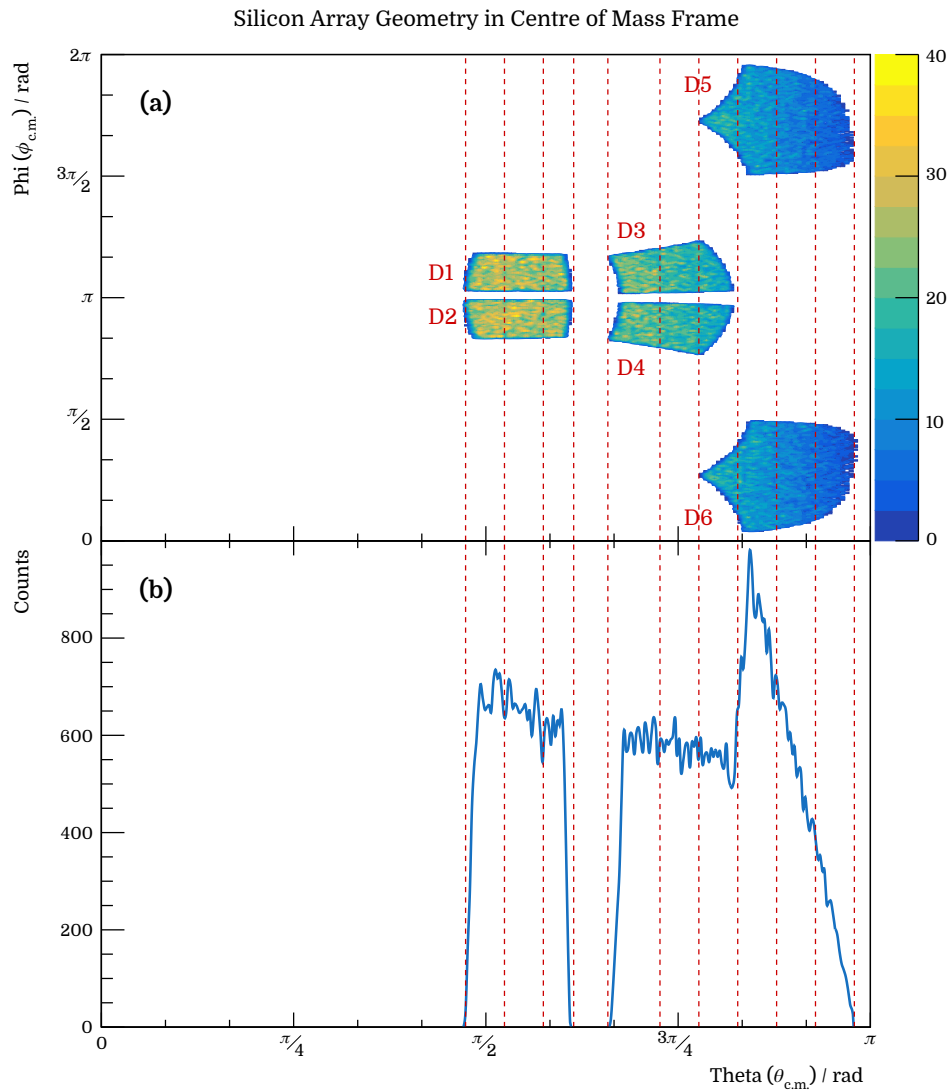 Silicon Array Geometry in Centre of Mass Frame
Phi (ϕc.m.) / rad
2π
3π/2
π
π/2
0
(a)
D5
D3
D1
D2
D4
D6
40
30
20
10
0
Counts
(b)
800
600
400
200
0
0
π/4
π/2
3π/4
π
Theta (θc.m.) / rad